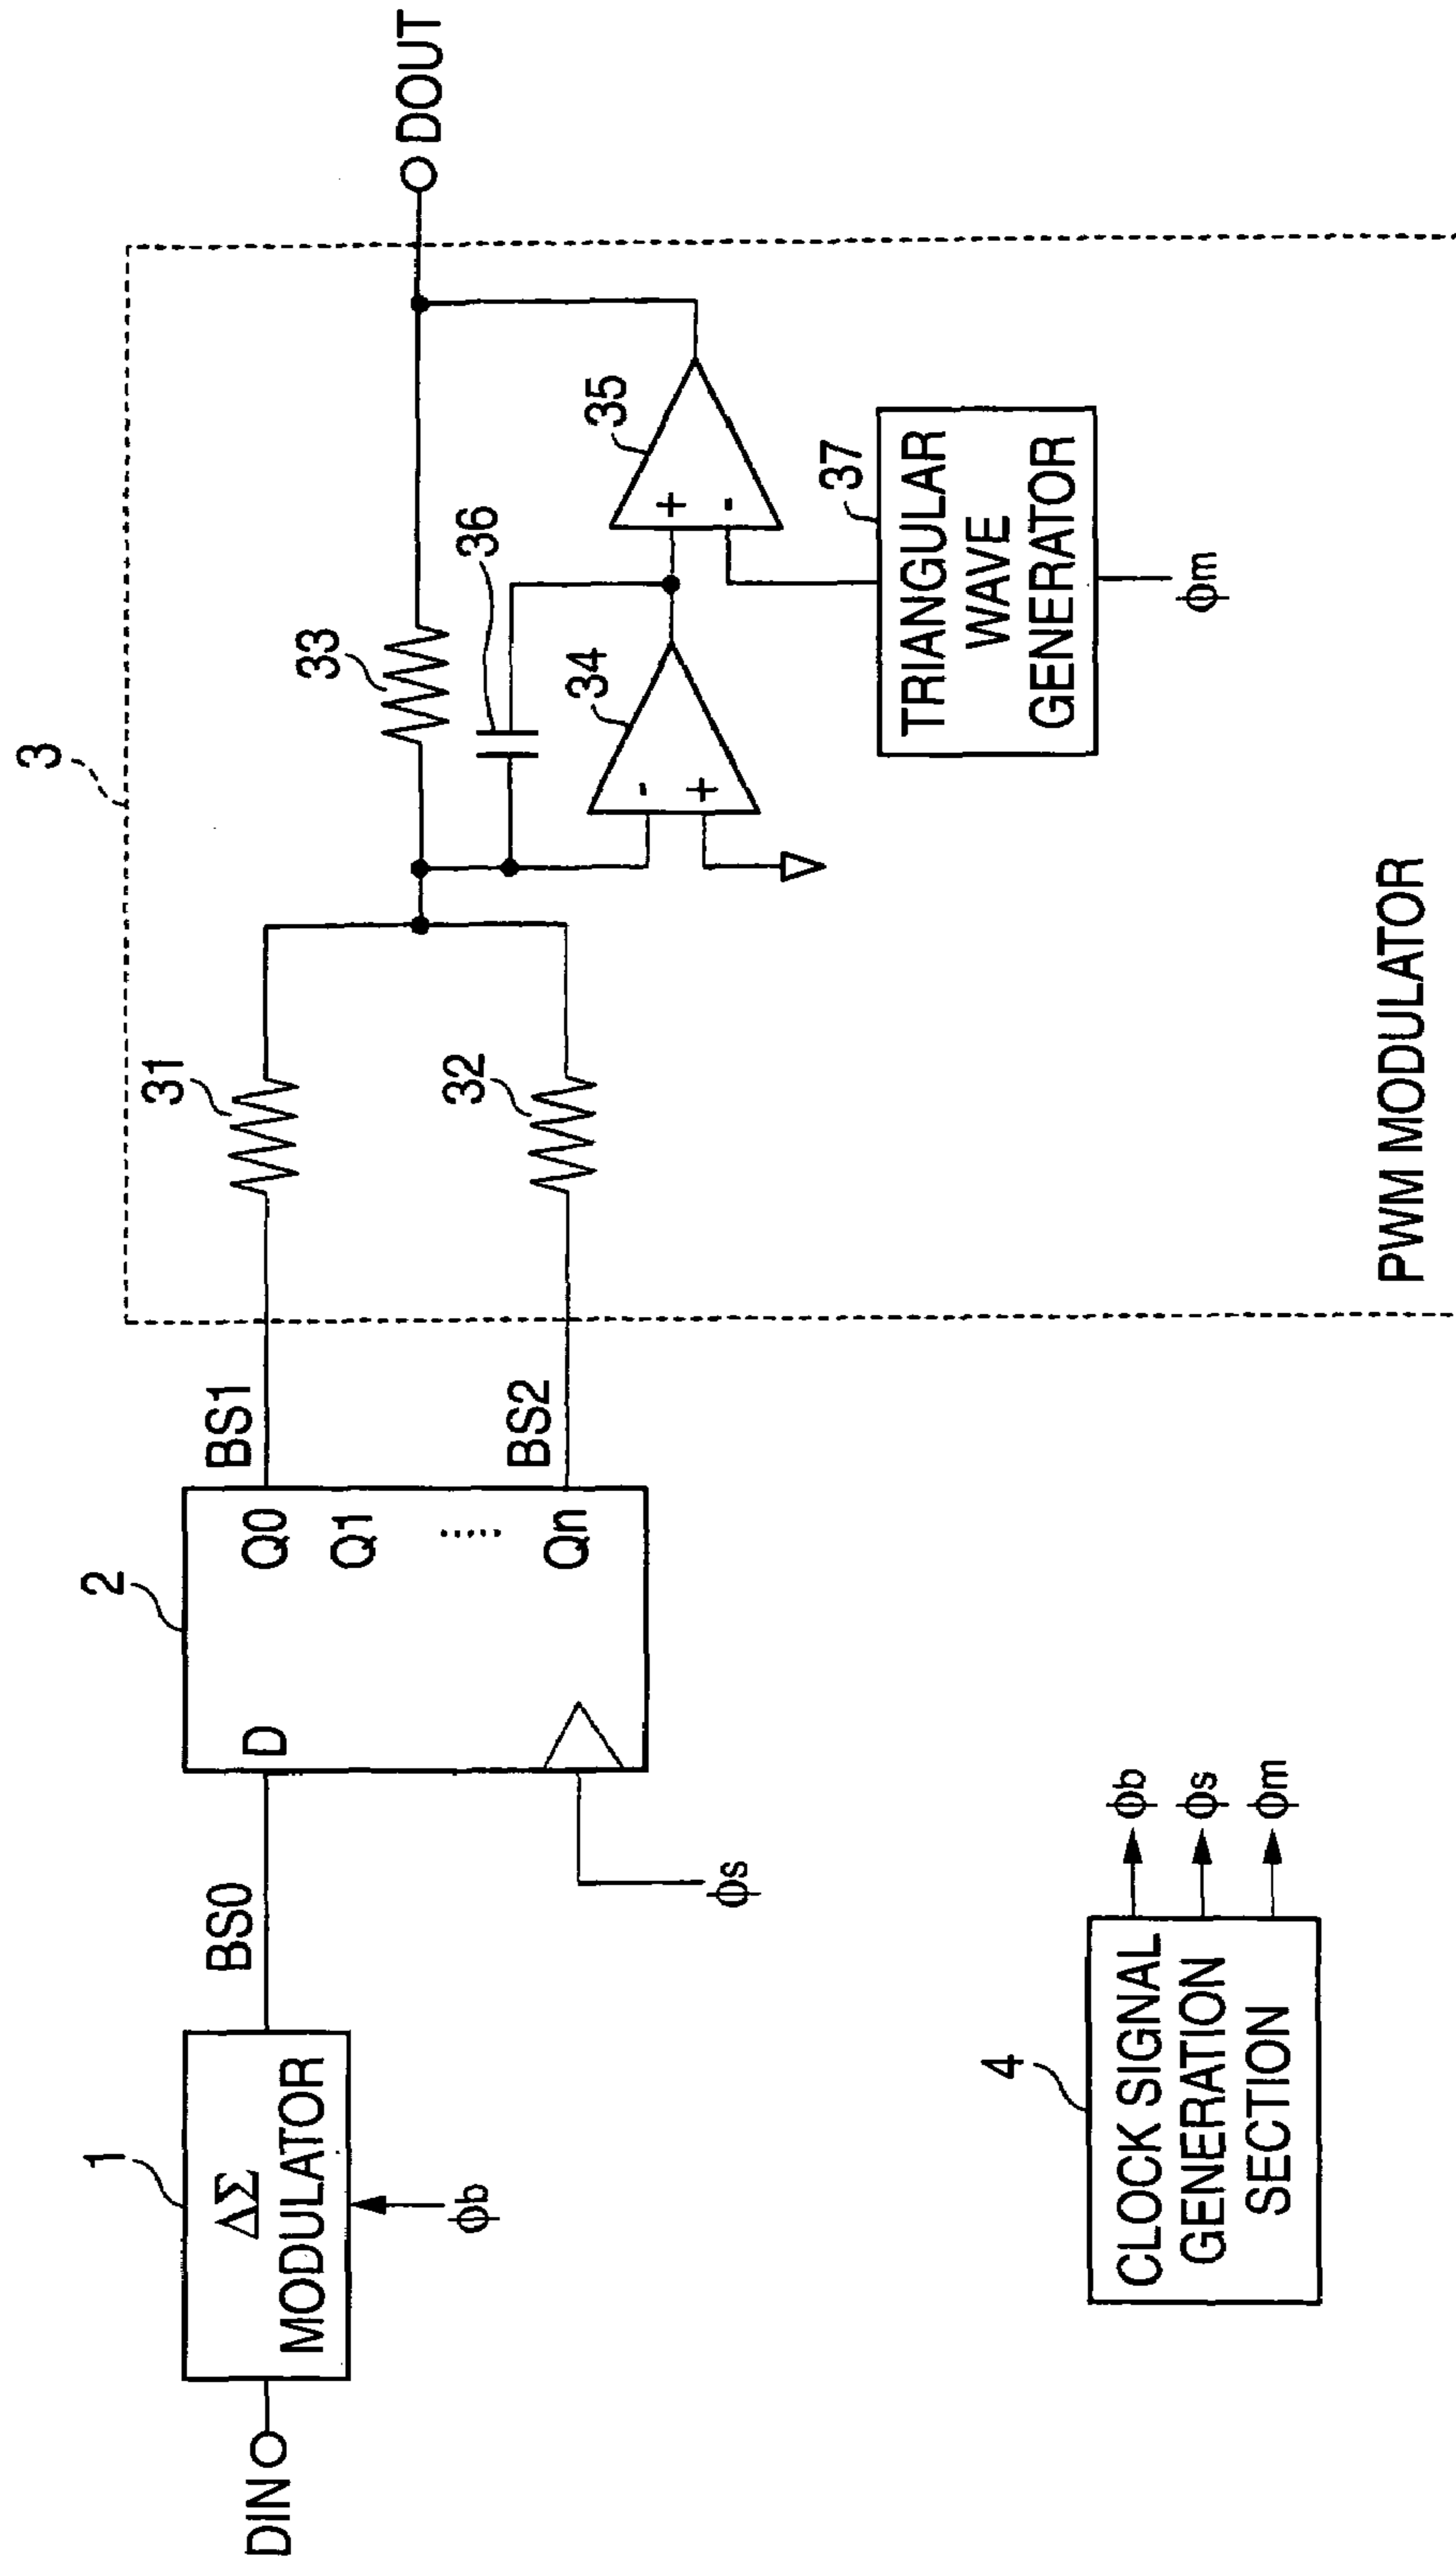 3
DIN
1
ΔΣ
MODULATOR
ϕb
BS0
2
D
Q0
Q1
.....
Qn
ϕs
BS1
BS2
31
32
33
36
34
-
+
35
+
-
37
TRIANGULAR
WAVE
GENERATOR
ϕm
DOUT
4
CLOCK SIGNAL
GENERATION
SECTION
ϕb
ϕs
ϕm
PWM MODULATOR